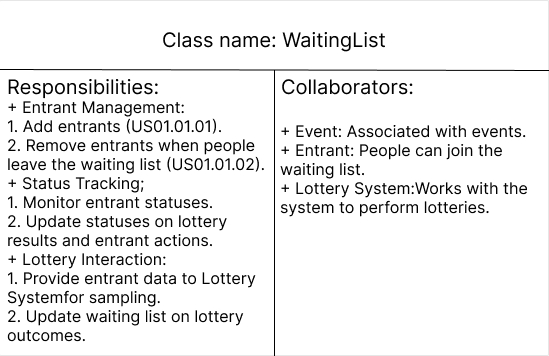 Class name: WaitingList
Responsibilities:
+ Entrant Management:
1. Add entrants (US01.01.01).
2. Remove entrants when people
leave the waiting list (US01.01.02).
+ Status Tracking;
1. Monitor entrant statuses.
2. Update statuses on lottery
results and entrant actions.
+ Lottery Interaction:
1. Provide entrant data to Lottery
Systemfor sampling.
2. Update waiting list on lottery
outcomes.
Collaborators:
+ Event: Associated with events.
+ Entrant: People can join the
waiting list.
+ Lottery System:Works with the
system to perform lotteries.